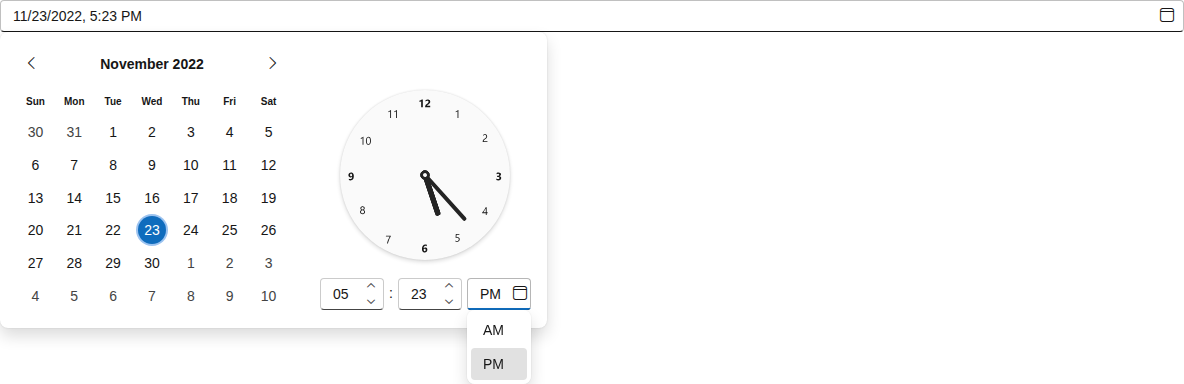 11/23/2022, 5:23 PM
November 2022
Sun Mon Tue Wed Thu Fri Sat
30 31 1 2 3 4 5
6 7 8 9 10 11 12
13 14 15 16 17 18 19
20 21 22 23 24 25 26
27 28 29 30 1 2 3
4 5 6 7 8 9 10
12
11 1
10 2
9 3
8 4
7 5
6
05 : 23 PM
AM
PM